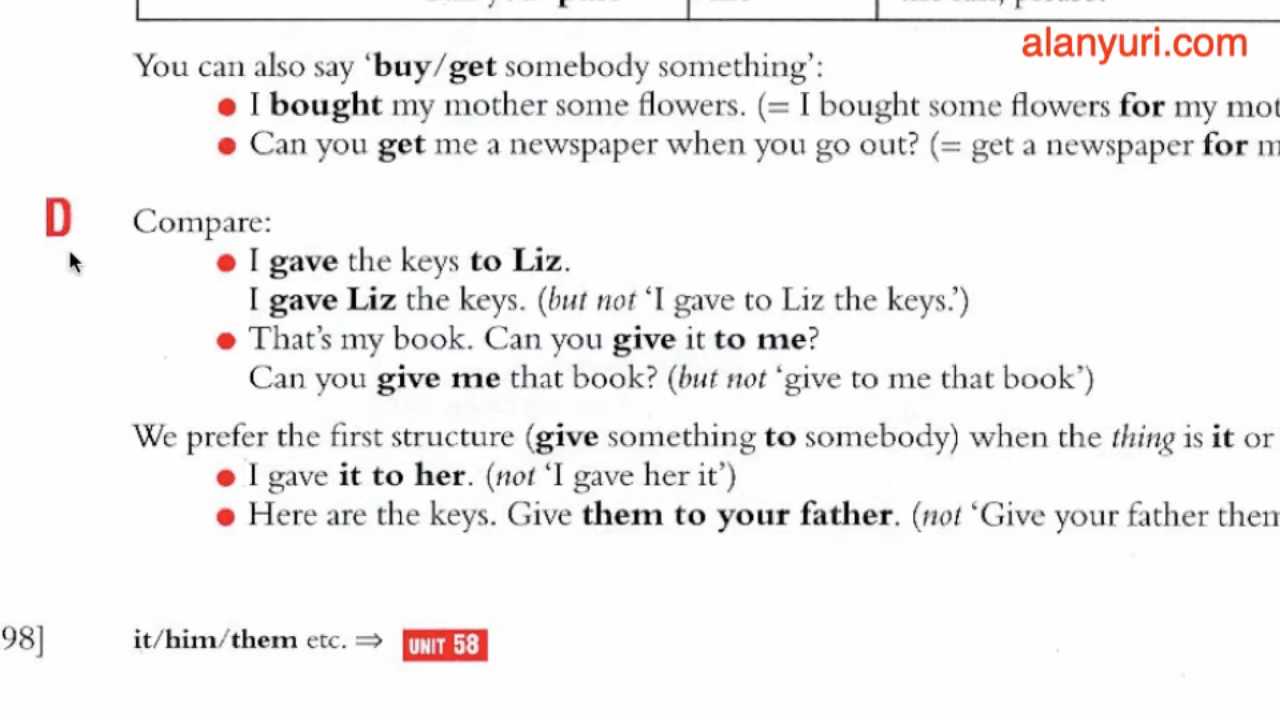 alanyuri.com
You can also say ‘buy/get somebody something’:
I bought my mother some flowers. (= I bought some flowers for my
Can you get me a newspaper when you go out? (= get a newspaper for
D Compare:
I gave the keys to Liz.
I gave Liz the keys. (but not ‘I gave to Liz the keys.’)
That’s my book. Can you give it to me?
Can you give me that book? (but not ‘give to me that book’)
We prefer the first structure (give something to somebody) when the thing is it or
I gave it to her. (not ‘I gave her it’)
Here are the keys. Give them to your father. (not ‘Give your father
98] it/him/them etc. ⇒ UNIT 58